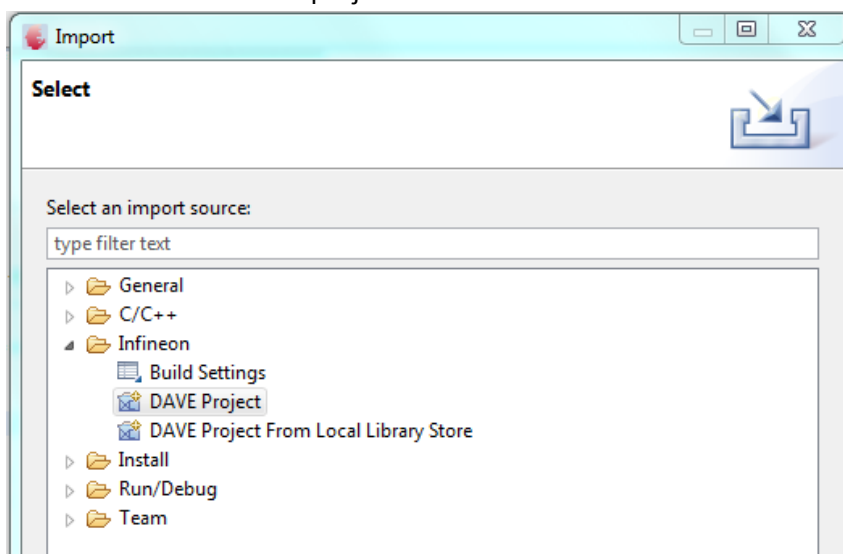 Import
Select
Select an import source:
type filter text
General
C/C++
Infineon
Build Settings
DAVE Project
DAVE Project From Local Library Store
Install
Run/Debug
Team